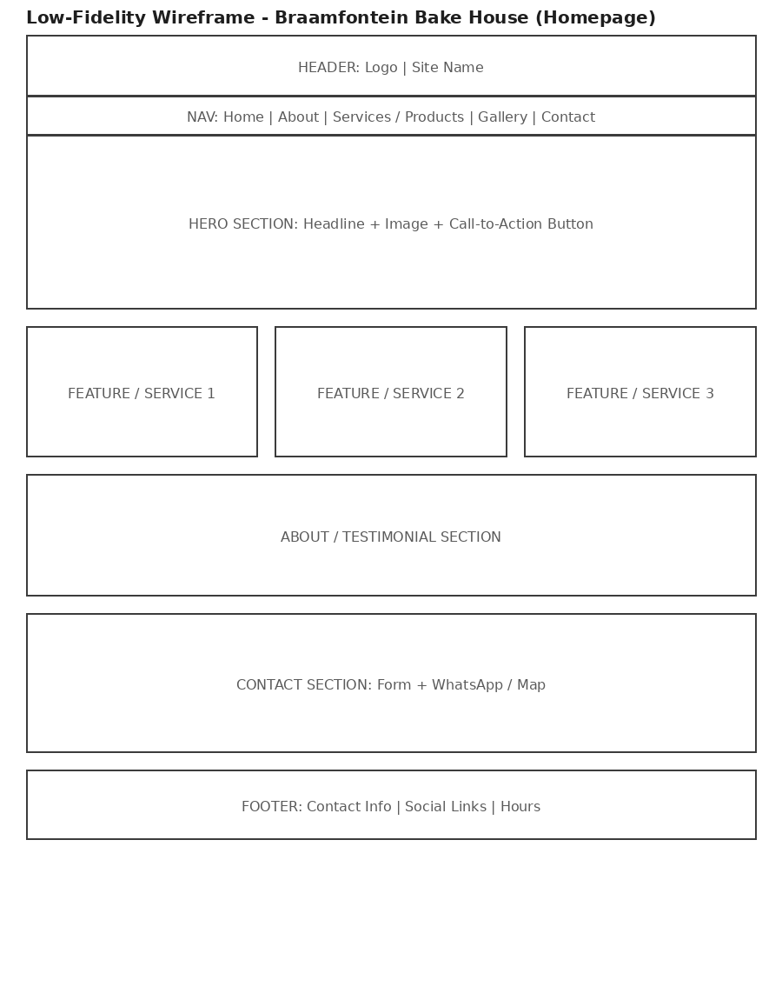 Low-Fidelity Wireframe - Braamfontein Bake House (Homepage)
HEADER: Logo | Site Name
NAV: Home | About | Services / Products | Gallery | Contact
HERO SECTION: Headline + Image + Call-to-Action Button
FEATURE / SERVICE 1
FEATURE / SERVICE 2
FEATURE / SERVICE 3
ABOUT / TESTIMONIAL SECTION
CONTACT SECTION: Form + WhatsApp / Map
FOOTER: Contact Info | Social Links | Hours